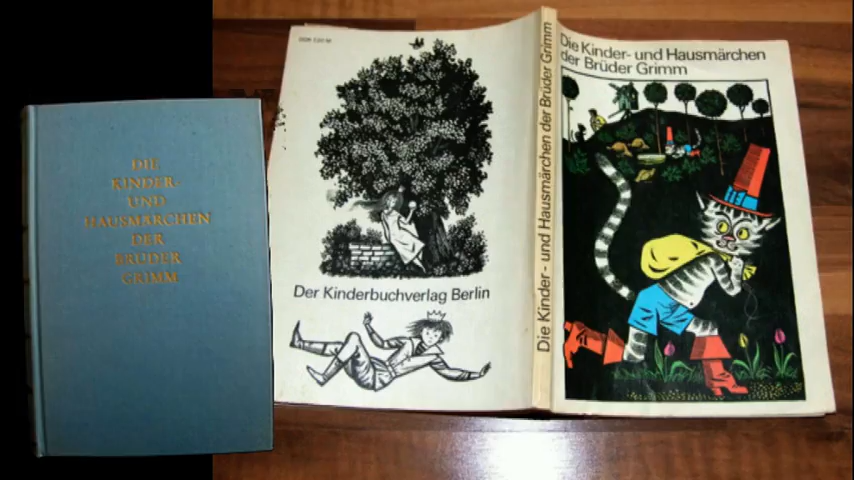 DIE
KINDER-
UND
HAUSMÄRCHEN
DER
BRÜDER
GRIMM
Der Kinderbuchverlag Berlin
Die Kinder- und Hausmärchen der Brüder Grimm
Die Kinder- und Hausmärchen
der Brüder Grimm